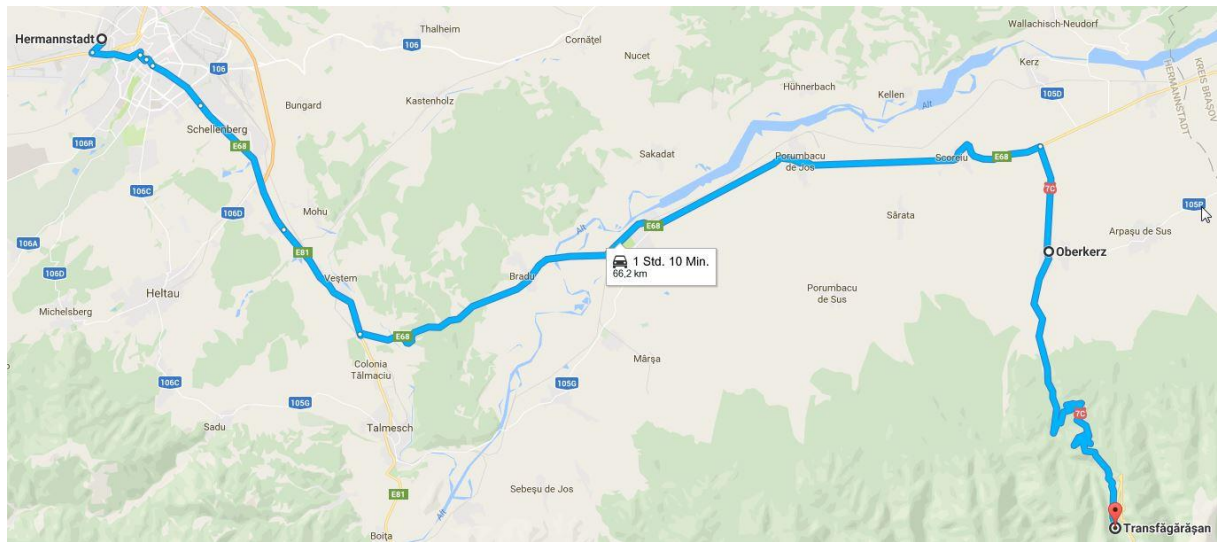 Hermannstadt
Thalheim
Wallachisch-Neudorf
106
Cornățel
Nucet
Kerz
106
Hühnerbach
KREIS BRAȘOV
HERMANNSTADT
Kellen
105D
Bungard
Kastenholz
Alt
Schellenberg
106R
E68
Sakadat
Porumbacu
de Jos
Scoreiu
E68
7C
106C
106D
Mohu
Sărata
105P
E68
Alt
106A
E81
1 Std. 10 Min.
66,2 km
Oberkerz
Arpașu de Sus
106D
Bradu
Veștem
Heltau
Porumbacu
de Sus
Michelsberg
E68
Colonia
Tălmaciu
Mârșa
106C
105G
105G
7C
Sadu
Talmesch
Sebeșu de Jos
E81
Alt
Transfăgărășan
Boița